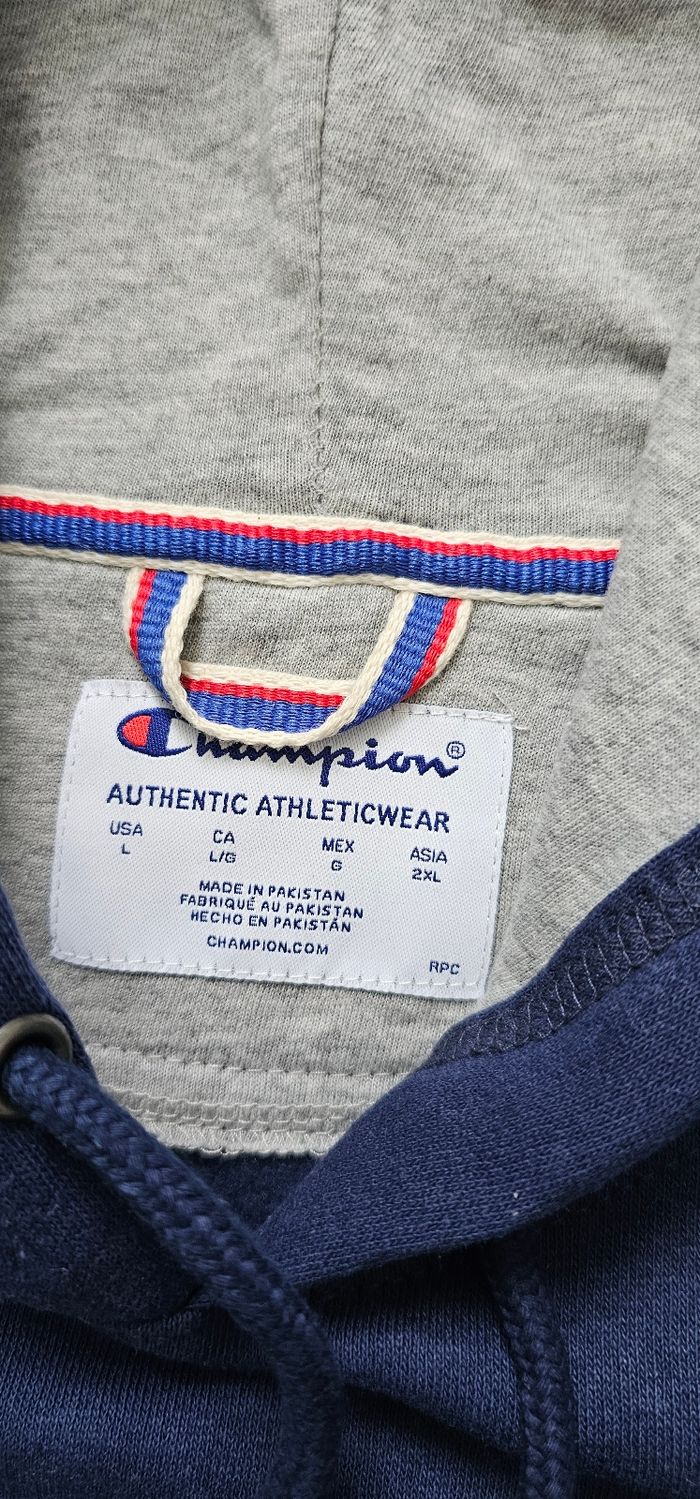 Champion®
AUTHENTIC ATHLETICWEAR
USA CA MEX ASIA
L L/G G 2XL
MADE IN PAKISTAN
FABRIQUÉ AU PAKISTAN
HECHO EN PAKISTÁN
CHAMPION.COM
RPC